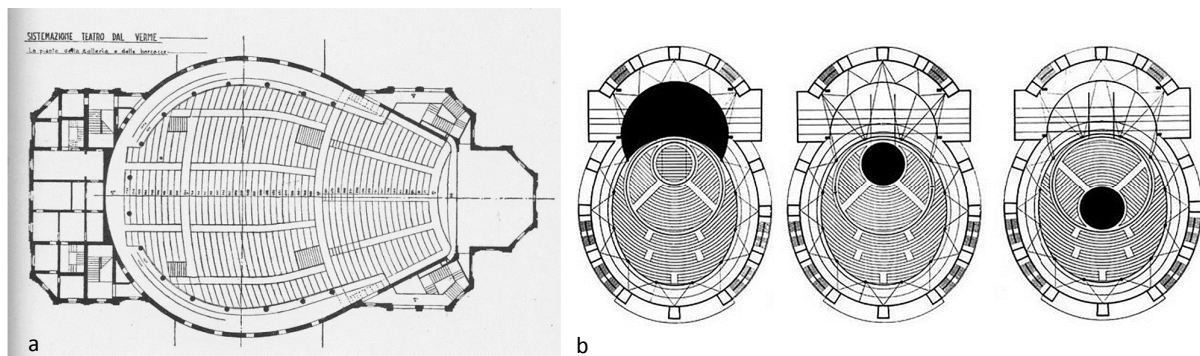 SISTEMAZIONE TEATRO DAL VERME
La pianta della galleria e delle barcacce
a
b